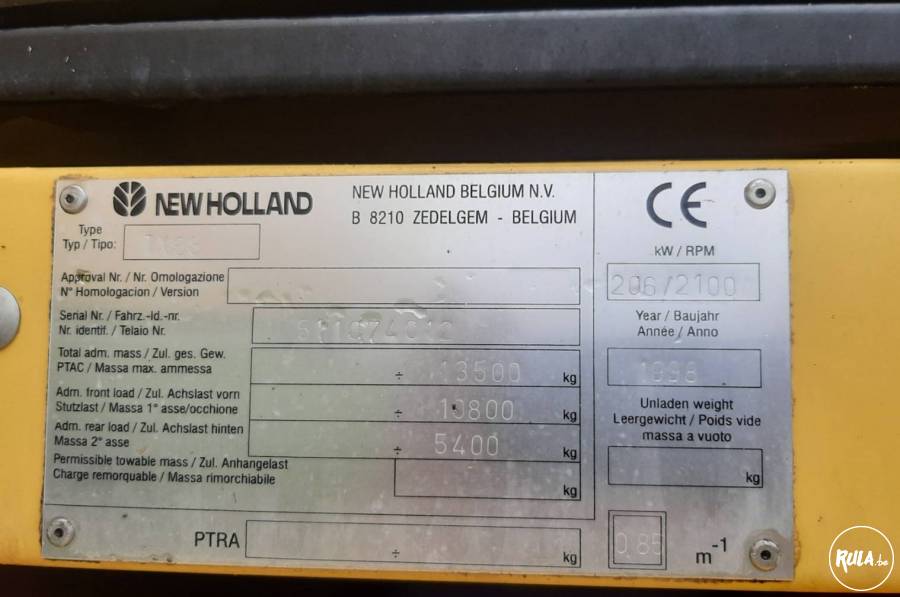 NEW HOLLAND
NEW HOLLAND BELGIUM N.V.
B 8210 ZEDELGEM - BELGIUM
CE
Type
Typ / Tipo:
Approval Nr. / Nr. Omologazione
N° Homologacion / Version
Serial Nr. / Fahrz.-Id.-nr.
Nr. identif. / Telaio Nr.
Total adm. mass / Zul. ges. Gew.
PTAC / Massa max. ammessa
÷ 13500 kg
Adm. front load / Zul. Achslast vorn
Stutzlast / Massa 1° asse/occhione
÷ 10800 kg
Adm. rear load / Zul. Achslast hinten
Massa 2° asse
÷ 5400 kg
Permissible towable mass / Zul. Anhangelast
Charge remorquable / Massa rimorchiabile
kg
PTRA
÷ kg
kW / RPM
206/2100
Year / Baujahr
Année / Anno
1998
Unladen weight
Leergewicht / Poids vide
massa a vuoto
kg
0,85 m-1
RULA.be